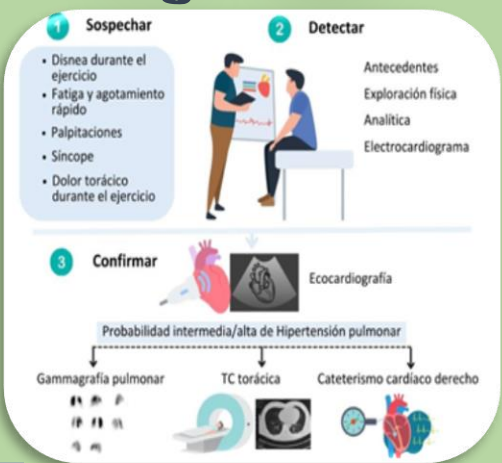 1 Sospechar
• Disnea durante el
ejercicio
• Fatiga y agotamiento
rápido
• Palpitaciones
• Síncope
• Dolor torácico
durante el ejercicio
2 Detectar
Antecedentes
Exploración física
Analítica
Electrocardiograma
3 Confirmar
Ecocardiografía
Probabilidad intermedia/alta de Hipertensión pulmonar
Gammagrafía pulmonar
TC torácica
Cateterismo cardíaco derecho